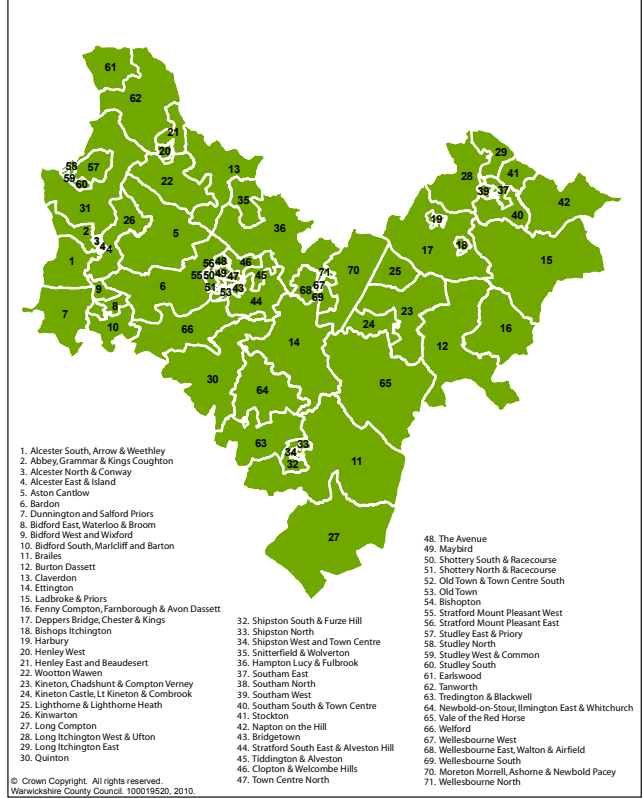 61
62
21
20
58
57
59
60
22
13
29
28
41
39
37
42
40
31
26
35
36
5
2
3
4
4
1
19
17
18
15
56
48
46
55
50
49
47
45
51
53
43
44
71
67
68
69
70
25
9
6
8
7
10
66
24
23
12
16
14
30
64
65
63
33
34
32
11
27
1. Alcester South, Arrow & Weethley
2. Abbey, Grammar & Kings Coughton
3. Alcester North & Conway
4. Alcester East & Island
5. Aston Cantlow
6. Bardon
7. Dunnington and Salford Priors
8. Bidford East, Waterloo & Broom
9. Bidford West and Wixford
10. Bidford South, Marlcliff and Barton
11. Brailes
12. Burton Dassett
13. Claverdon
14. Ettington
15. Ladbroke & Priors
16. Fenny Compton, Farnborough & Avon Dassett
17. Deppers Bridge, Chester & Kings
18. Bishops Itchington
19. Harbury
20. Henley West
21. Henley East and Beaudesert
22. Wootton Wawen
23. Kineton, Chadshunt & Compton Verney
24. Kineton Castle, Lt Kineton & Combrook
25. Lighthorne & Lighthorne Heath
26. Kinwarton
27. Long Compton
28. Long Itchington West & Ufton
29. Long Itchington East
30. Quinton
32. Shipston South & Furze Hill
33. Shipston North
34. Shipston West and Town Centre
35. Snitterfield & Wolverton
36. Hampton Lucy & Fulbrook
37. Southam East
38. Southam North
39. Southam West
40. Southam South & Town Centre
41. Stockton
42. Napton on the Hill
43. Bridgetown
44. Stratford South East & Alveston Hill
45. Tiddington & Alveston
46. Clopton & Welcombe Hills
47. Town Centre North
48. The Avenue
49. Maybird
50. Shottery South & Racecourse
51. Shottery North & Racecourse
52. Old Town & Town Centre South
53. Old Town
54. Bishopton
55. Stratford Mount Pleasant West
56. Stratford Mount Pleasant East
57. Studley East & Priory
58. Studley North
59. Studley West & Common
60. Studley South
61. Earlswood
62. Tanworth
63. Tredington & Blackwell
64. Newbold-on-Stour, Ilmington East & Whitchurch
65. Vale of the Red Horse
66. Welford
67. Wellesbourne West
68. Wellesbourne East, Walton & Airfield
69. Wellesbourne South
70. Moreton Morrell, Ashorne & Newbold Pacey
71. Wellesbourne North
© Crown Copyright. All rights reserved.
Warwickshire County Council. 100019520, 2010.